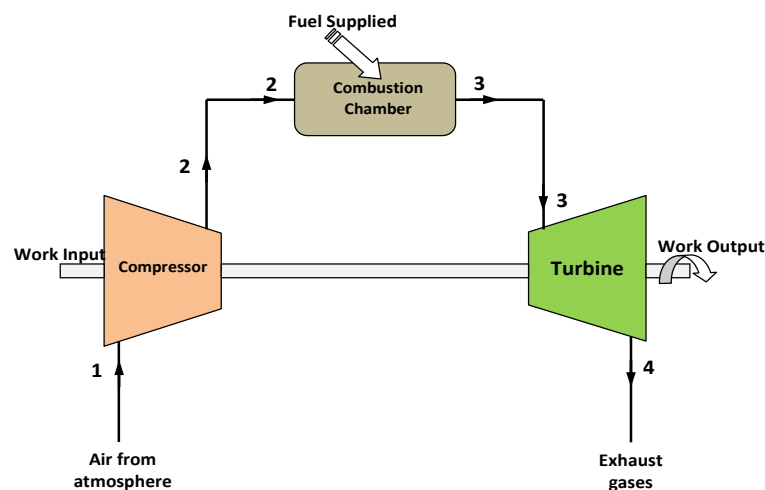 Fuel Supplied
2
Combustion
Chamber
3
2
3
Work Input
Compressor
Turbine
Work Output
1
4
Air from
atmosphere
Exhaust
gases